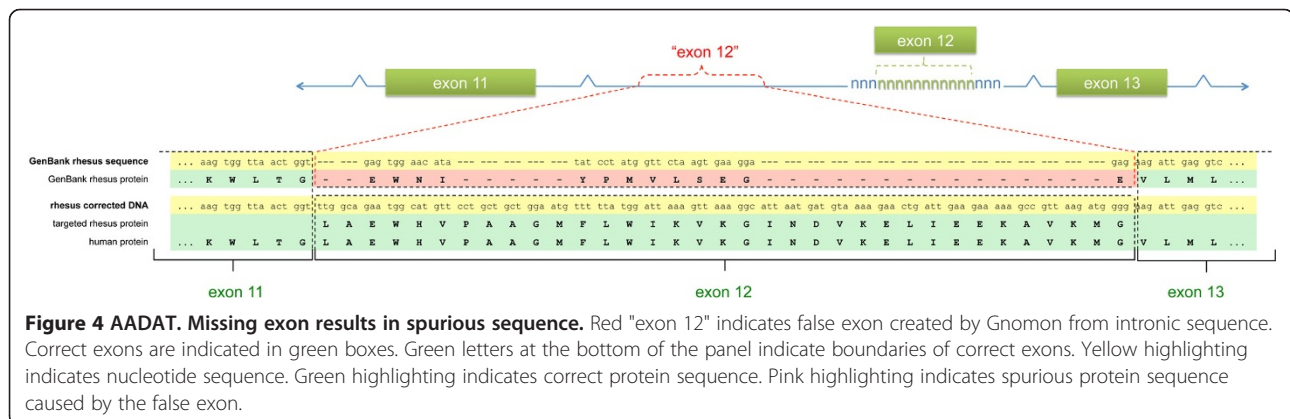 exon 12
"exon 12"
exon 11
nnnnnnnnnnnnnnnnn
exon 13
GenBank rhesus sequence ... aag tgg tta act ggt --- --- gag tgg aac ata --- --- --- --- --- tat cct atg gtt cta agt gaa gga --- --- --- --- --- --- --- --- --- --- --- --- --- --- --- --- gag aag att gag gtc ...
GenBank rhesus protein ... K W L T G - - E W N I - - - - - Y P M V L S E G - - - - - - - - - - - - - - - - E V L M L ...
rhesus corrected DNA ... aag tgg tta act ggt ttg gca gaa tgg cat gtt cct gct gct gga atg ttt tta tgg att aaa gtt aaa ggc att aat gat gta aaa gaa ctg att gaa gaa aaa gcc gtt aag atg ggg aag att gag gtc ...
targeted rhesus protein L A E W H V P A A G M F L W I K V K G I N D V K E L I E E K A V K M G
human protein ... K W L T G L A E W H V P A A G M F L W I K V K G I N D V K E L I E E K A V K M G V L M L ...
exon 11 exon 12 exon 13
Figure 4 AADAT. Missing exon results in spurious sequence. Red "exon 12" indicates false exon created by Gnomon from intronic sequence.
Correct exons are indicated in green boxes. Green letters at the bottom of the panel indicate boundaries of correct exons. Yellow highlighting
indicates nucleotide sequence. Green highlighting indicates correct protein sequence. Pink highlighting indicates spurious protein sequence
caused by the false exon.